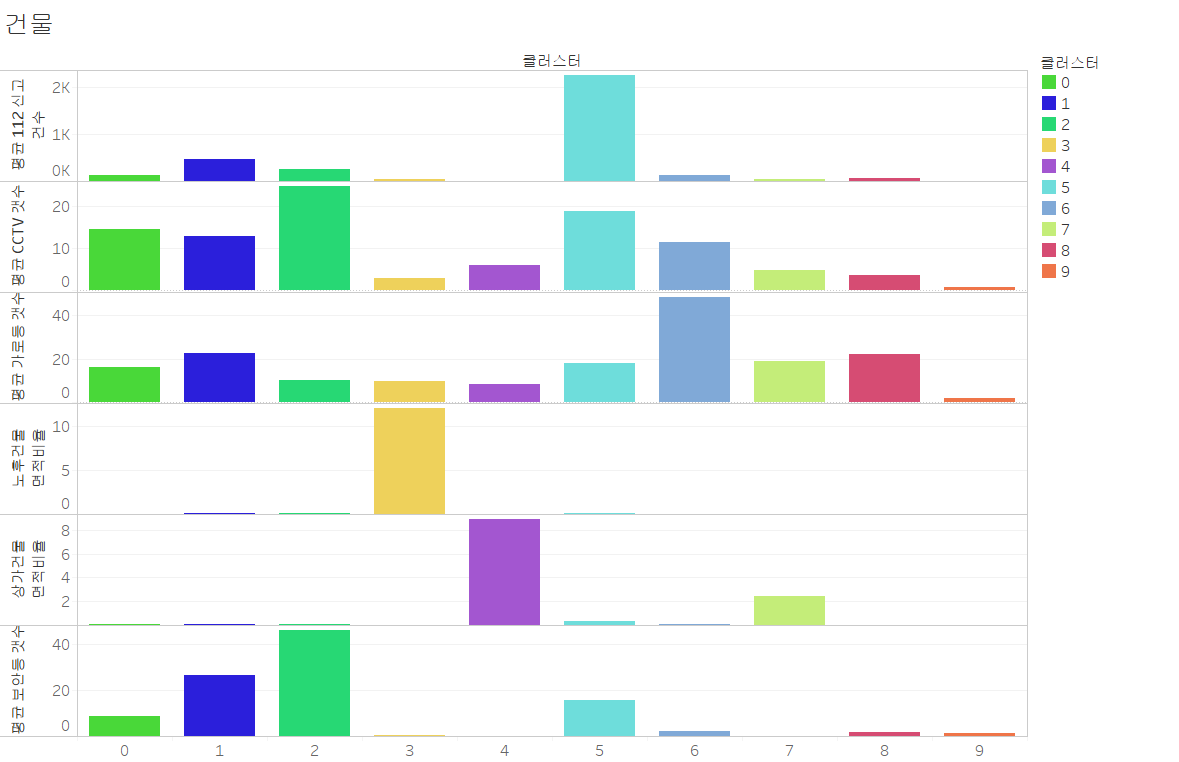 건물
클러스터
평균 112 신고
건수
2K
1K
0K
평균 CCTV 갯수
20
10
0
평균 가로등 갯수
40
20
0
노후건물
면적비율
10
5
0
상가건물
면적비율
8
6
4
2
평균 보안등 갯수
40
20
0
0 1 2 3 4 5 6 7 8 9
클러스터
0
1
2
3
4
5
6
7
8
9